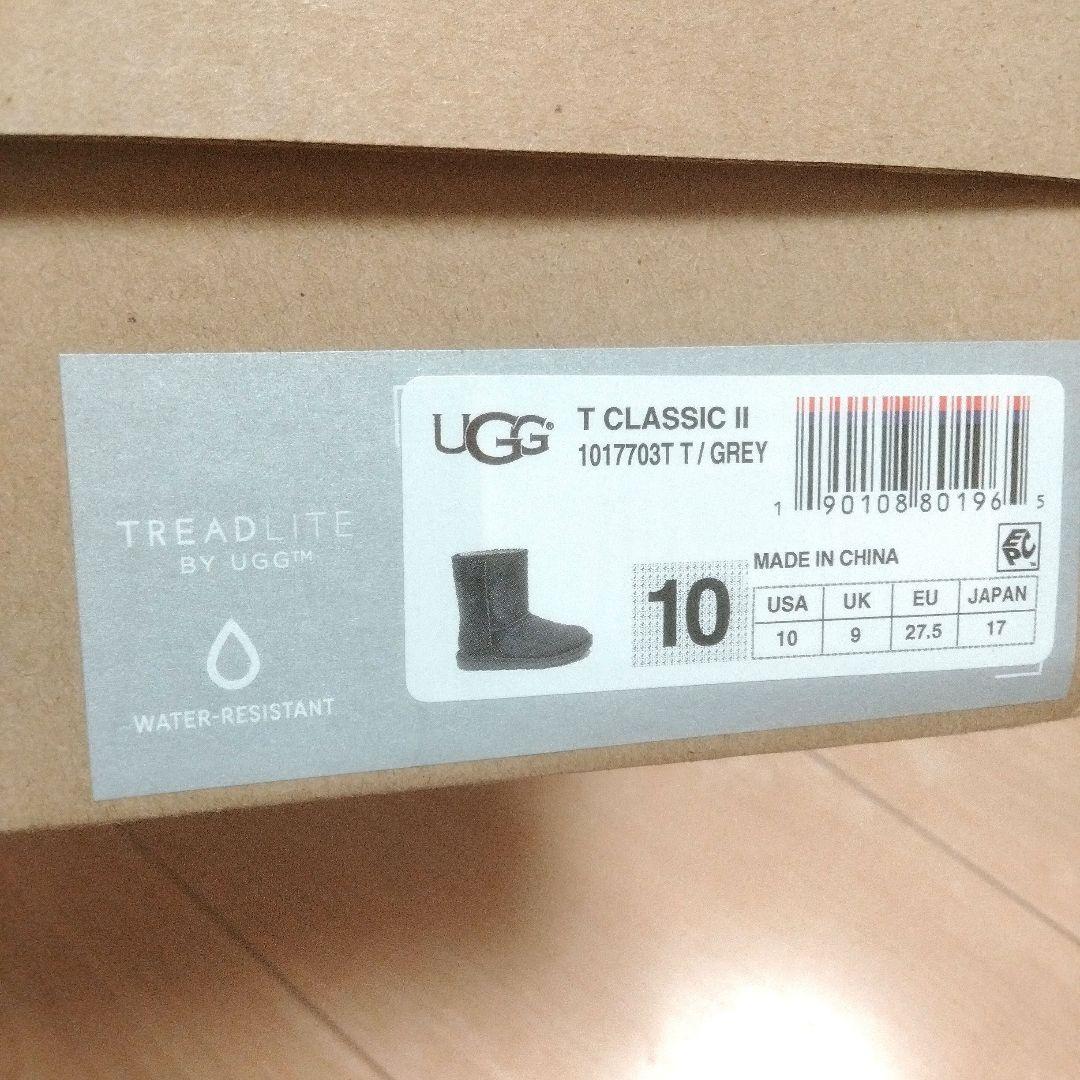 UGG®
T CLASSIC II
1017703T T / GREY
1 90108 80196 5
TREADLITE
BY UGG™
WATER-RESISTANT
MADE IN CHINA
EPC™
10
USA UK EU JAPAN
10 9 27.5 17